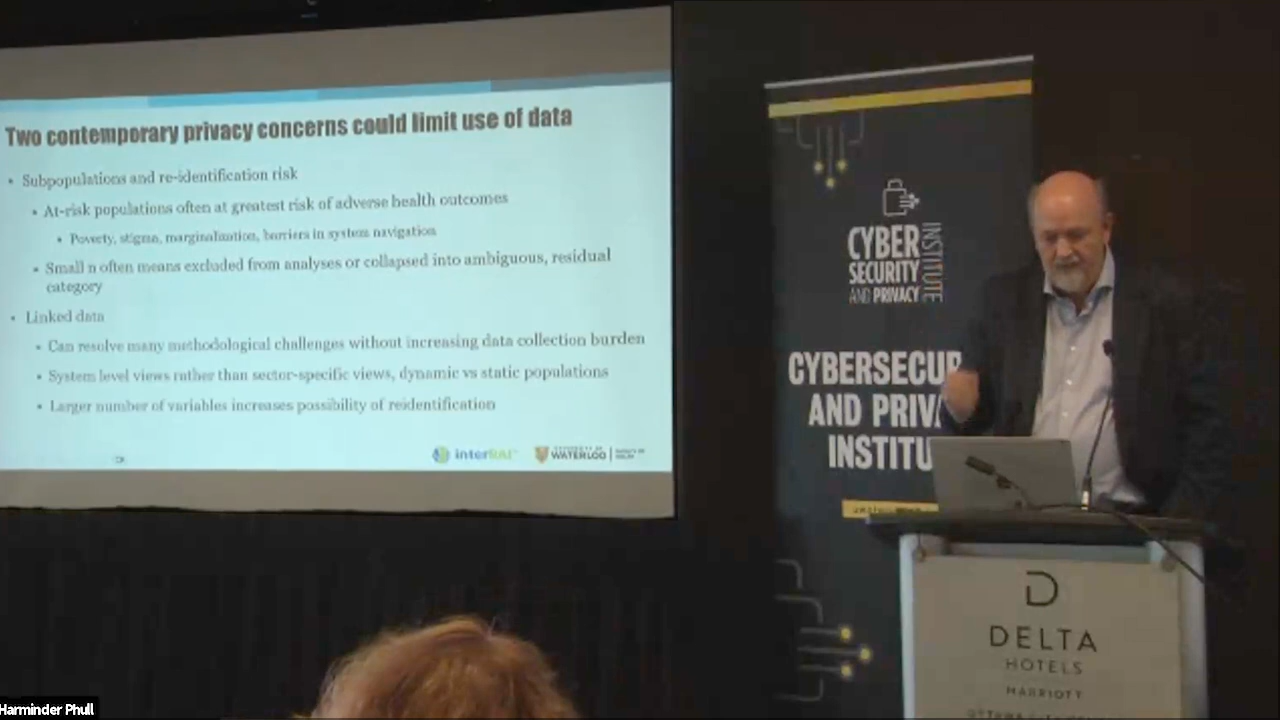 Two contemporary privacy concerns could limit use of data
• Subpopulations and re-identification risk
• At-risk populations often at greatest risk of adverse health outcomes
• Poverty, stigma, marginalization, barriers in system navigation
• Small n often means excluded from analyses or collapsed into ambiguous, residual
category
• Linked data
• Can resolve many methodological challenges without increasing data collection burden
• System level views rather than sector-specific views, dynamic vs static populations
• Larger number of variables increases possibility of reidentification
interRAI
UNIVERSITY OF
WATERLOO
CYBER
SECURITY
AND PRIVACY
INSTITUTE
CYBERSECUR
AND PRIVA
INSTITU
D
DELTA
HOTELS
MARRIOTT
Harminder Phull